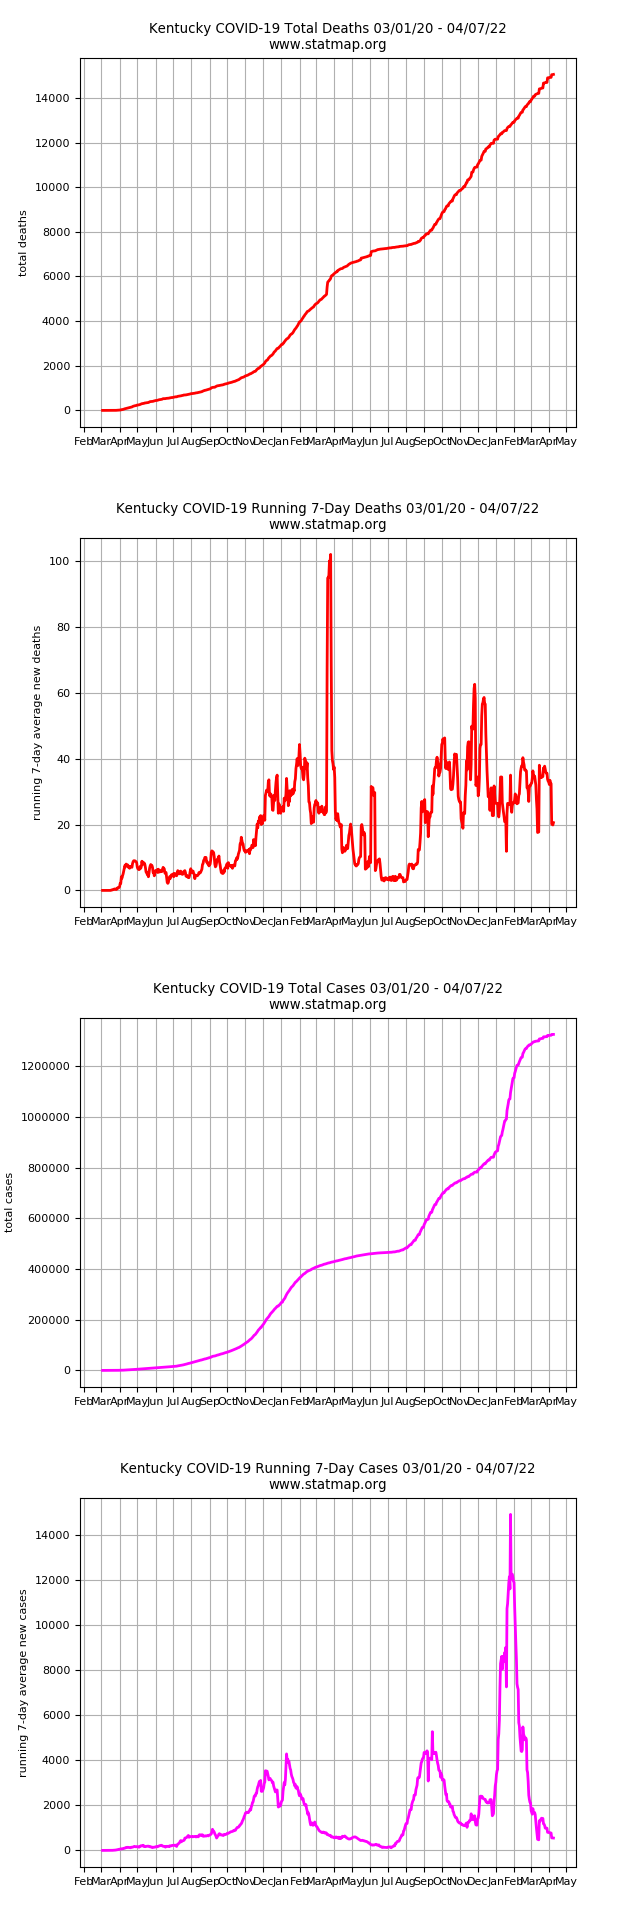 Kentucky COVID-19 Total Deaths 03/01/20 - 04/07/22
www.statmap.org
14000
12000
10000
8000
6000
4000
2000
0
total deaths
Feb Mar Apr May Jun Jul Aug Sep Oct Nov Dec Jan Feb Mar Apr May Jun Jul Aug Sep Oct Nov Dec Jan Feb Mar Apr May
Kentucky COVID-19 Running 7-Day Deaths 03/01/20 - 04/07/22
www.statmap.org
100
80
60
40
20
0
running 7-day average new deaths
Feb Mar Apr May Jun Jul Aug Sep Oct Nov Dec Jan Feb Mar Apr May Jun Jul Aug Sep Oct Nov Dec Jan Feb Mar Apr May
Kentucky COVID-19 Total Cases 03/01/20 - 04/07/22
www.statmap.org
1200000
1000000
800000
600000
400000
200000
0
total cases
Feb Mar Apr May Jun Jul Aug Sep Oct Nov Dec Jan Feb Mar Apr May Jun Jul Aug Sep Oct Nov Dec Jan Feb Mar Apr May
Kentucky COVID-19 Running 7-Day Cases 03/01/20 - 04/07/22
www.statmap.org
14000
12000
10000
8000
6000
4000
2000
0
running 7-day average new cases
Feb Mar Apr May Jun Jul Aug Sep Oct Nov Dec Jan Feb Mar Apr May Jun Jul Aug Sep Oct Nov Dec Jan Feb Mar Apr May